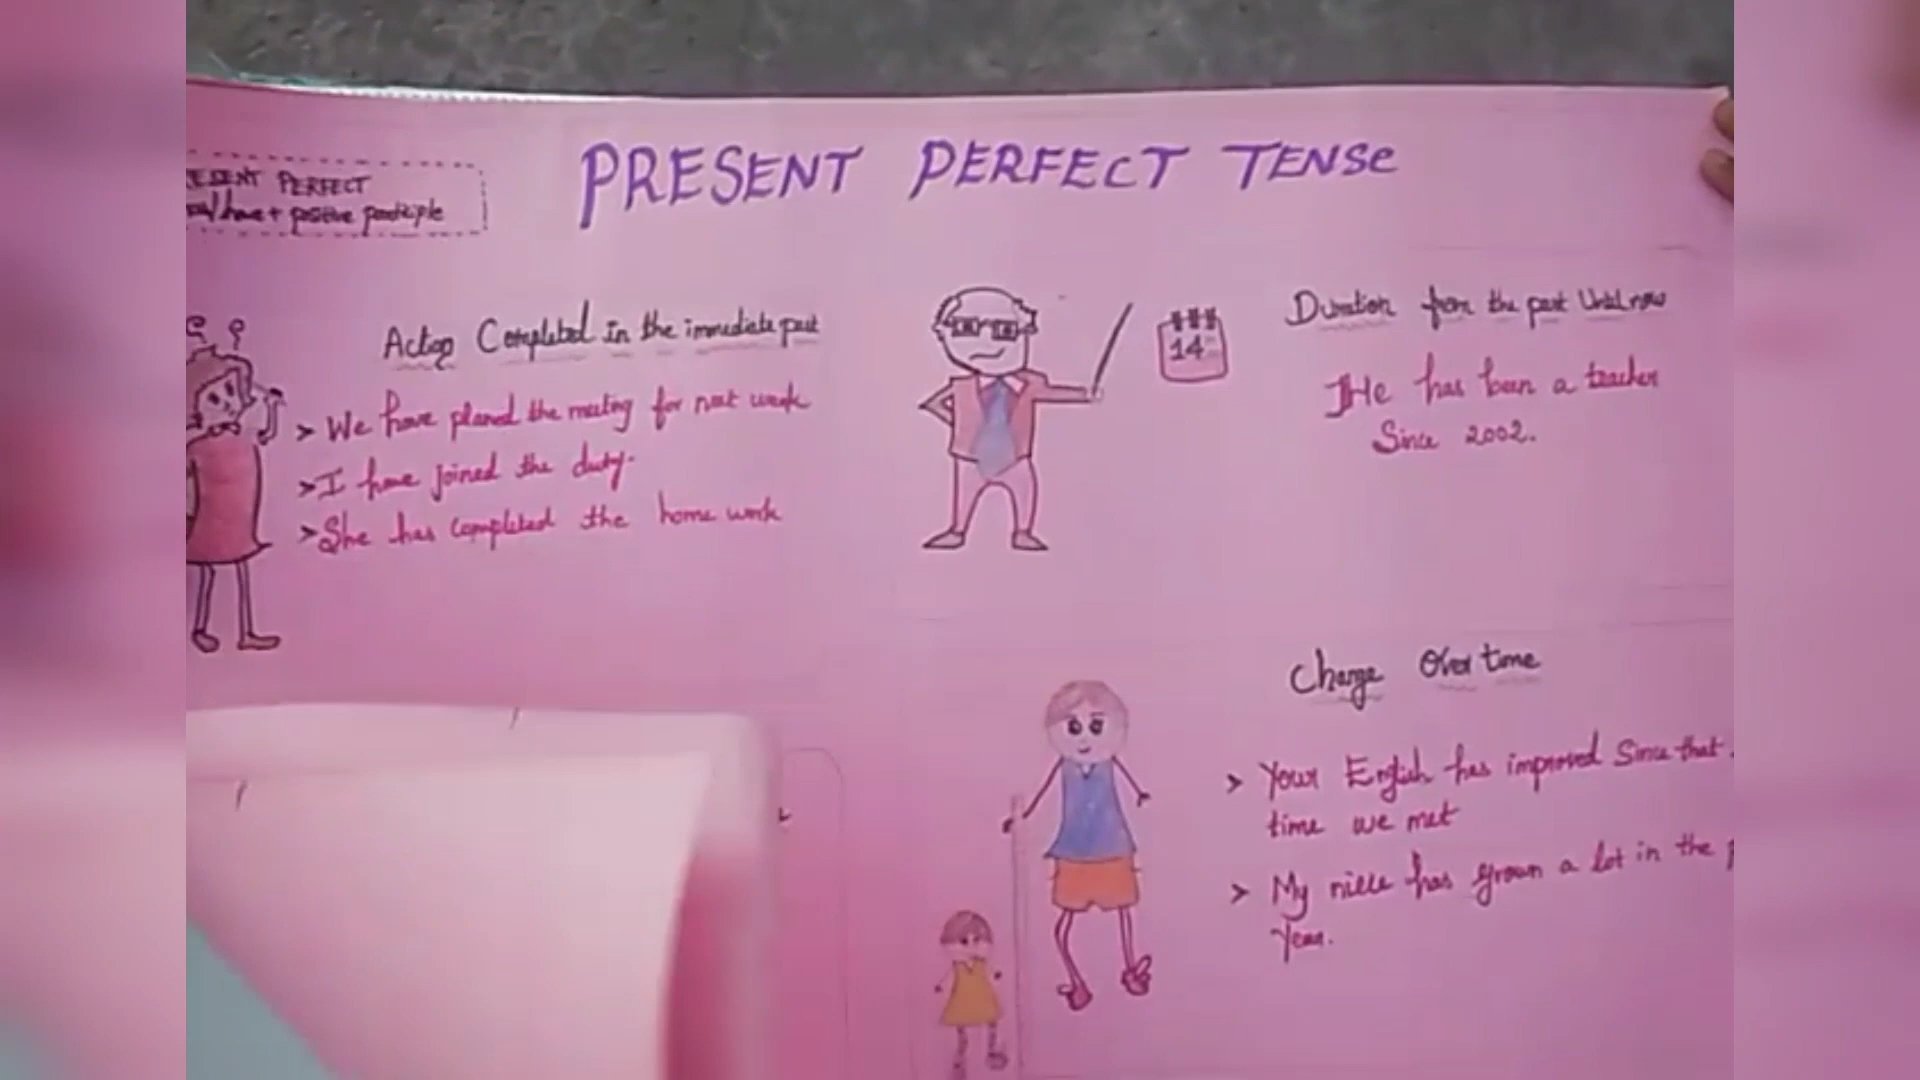 PRESENT PERFECT TENSE
PERFECT
have + positive participle
Action Completed in the immediate past
> We have planed the meeting for next week
> I have joined the duty.
> She has completed the home work
14
Duration from the past Until now
He has been a teacher
Since 2002.
Change Over time
> Your English has improved Since that
time we met
> My niece has grown a lot in the
Year.